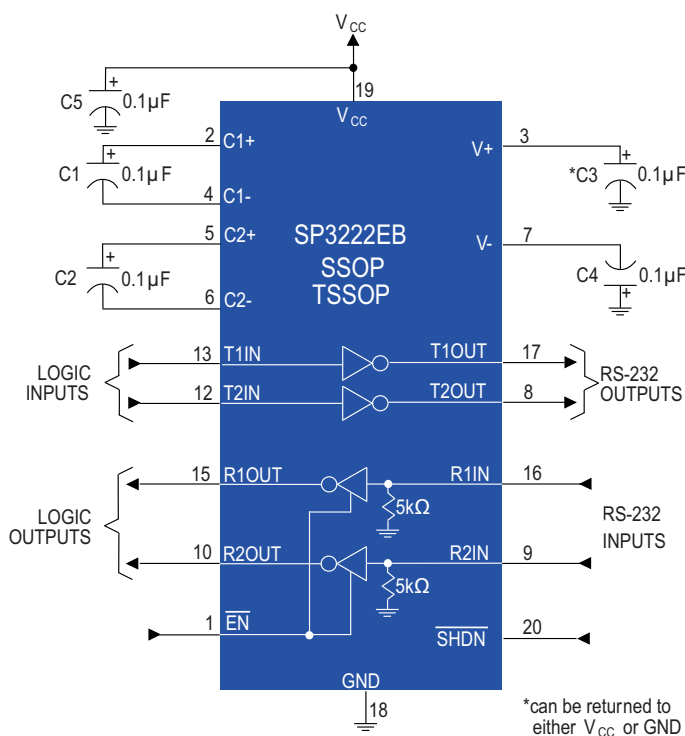 VCC
19
VCC
C5
+
0.1µF
2
C1+
C1
+
0.1µF
4
C1-
5
C2+
C2
+
0.1µF
6
C2-
V+
3
*C3
+
0.1µF
V-
7
C4
0.1µF
+
SP3222EB
SSOP
TSSOP
LOGIC
INPUTS
13
T1IN
T1OUT
17
12
T2IN
T2OUT
8
RS-232
OUTPUTS
LOGIC
OUTPUTS
15
R1OUT
R1IN
16
5kΩ
10
R2OUT
R2IN
9
5kΩ
RS-232
INPUTS
1
EN
SHDN
20
GND
18
*can be returned to
either VCC or GND